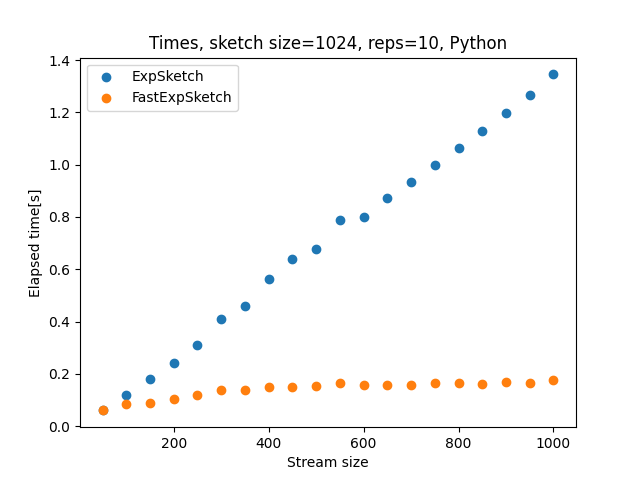 Times, sketch size=1024, reps=10, Python
ExpSketch
FastExpSketch
Elapsed time[s]
1.4
1.2
1.0
0.8
0.6
0.4
0.2
0.0
200 400 600 800 1000
Stream size